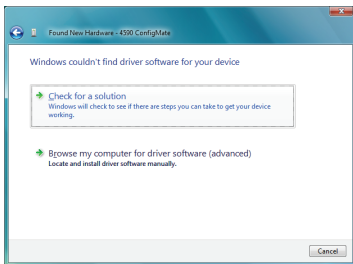 Found New Hardware - 4590 ConfigMate
Windows couldn't find driver software for your device
Check for a solution
Windows will check to see if there are steps you can take to get your device
working.
Browse my computer for driver software (advanced)
Locate and install driver software manually.
Cancel